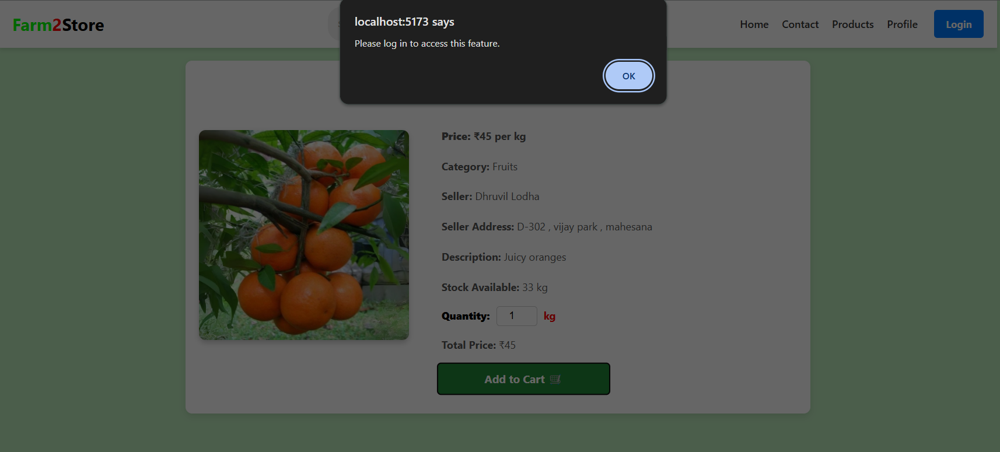 Farm2Store
Home Contact Products Profile Login
localhost:5173 says
Please log in to access this feature.
OK
Price: ₹45 per kg
Category: Fruits
Seller: Dhruvil Lodha
Seller Address: D-302 , vijay park , mahesana
Description: Juicy oranges
Stock Available: 33 kg
Quantity: 1 kg
Total Price: ₹45
Add to Cart 🛒